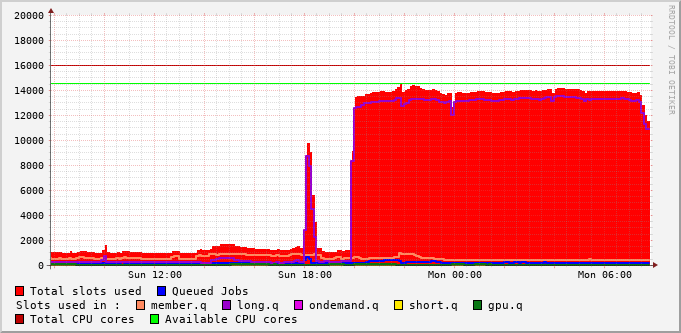 20000
18000
16000
14000
12000
10000
8000
6000
4000
2000
0
Sun 12:00 Sun 18:00 Mon 00:00 Mon 06:00
RRDTOOL / TOBI OETIKER
Total slots used Queued Jobs
Slots used in : member.q long.q ondemand.q short.q gpu.q
Total CPU cores Available CPU cores